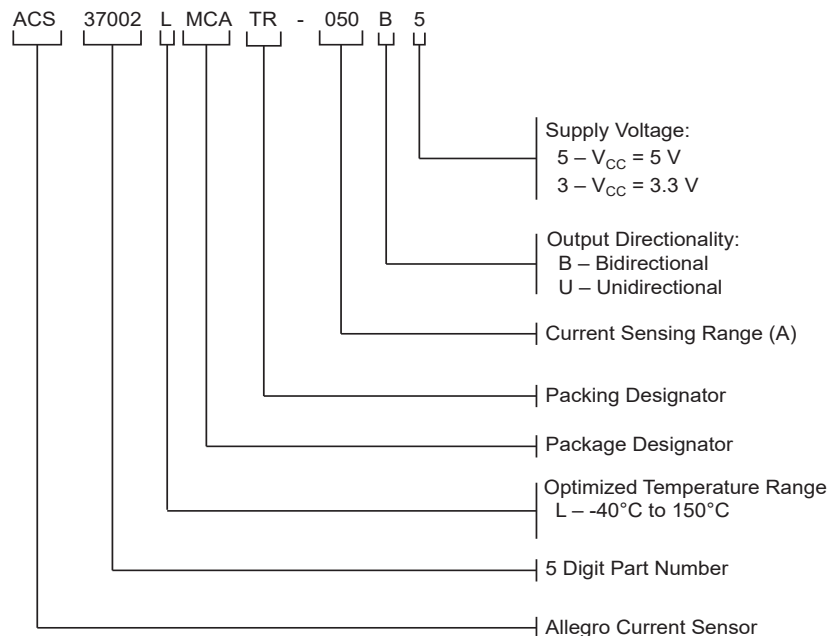 ACS 37002 L MCA TR - 050 B 5
Supply Voltage:
5 – VCC = 5 V
3 – VCC = 3.3 V
Output Directionality:
B – Bidirectional
U – Unidirectional
Current Sensing Range (A)
Packing Designator
Package Designator
Optimized Temperature Range
L – -40°C to 150°C
5 Digit Part Number
Allegro Current Sensor